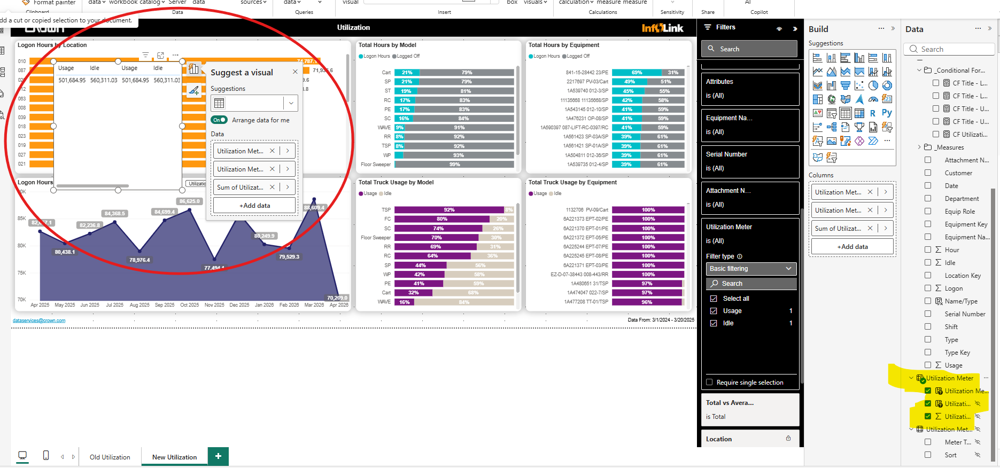 Format painter
data
workbook
catalog
Server
data
sources
data
visual
box
visuals
calculation
measure
measure
AI
Clipboard
Data
Queries
Insert
Calculations
Sensitivity
Share
Copilot
dd a cut or copied selection to your document.
CROWN
Utilization
InfoLink
Logon Hours by Location
010
087
74,787.1
71,935.6
063
008
039
018
023
019
027
021
Usage Idle Usage Idle
501,684.95 560,311.03 501,684.95 560,311.03
Suggest a visual
Suggestions
On
Arrange data for me
Data
Utilization Met...
Utilization Met...
Sum of Utilizat...
+Add data
Total Hours by Model
Logon Hours Logged Off
Cart 21% 79%
SP 21% 79%
ST 19% 81%
RC 17% 83%
PE 17% 83%
SC 16% 84%
WAVE 9% 91%
RR 8% 92%
TSP 8% 92%
WP 93%
Floor Sweeper 99%
Total Hours by Equipment
Logon Hours Logged Off
841-15-28442 23/PE 69% 31%
2217697 PV-03/Cart 49% 51%
1A539740 012-3/SP 45% 55%
11135668 11135668/SP 42% 58%
1A543145 012-10/SP 41% 59%
1A476231 OP-08/SP 41% 59%
1A590397 087-LIFT-RC-0397/RC 41% 59%
1A561423 SP-03A/SP 39% 61%
1A561421 SP-01A/SP 39% 61%
1A504811 012-36/SP 39% 61%
1A539735 012-4/SP 39% 61%
Logon Hours
Utilizatio
80K
85K
80K
75K
70K
82,237.1
80,438.1
82,236.8
84,368.5
78,976.4
84,699.4
86,625.0
77,494.1
80,249.9
79,529.3
88,609.4
70,209.0
Apr 2025 May 2025 Jun 2025 Jul 2025 Aug 2025 Sep 2025 Oct 2025 Nov 2025 Dec 2025 Jan 2026 Feb 2026 Mar 2026 Apr 2026
Total Truck Usage by Model
Usage Idle
TSP 92% 8%
FC 80% 20%
SC 74% 26%
Floor Sweeper 70% 30%
RR 69% 31%
RC 64% 36%
SP 44% 56%
WP 42% 58%
PE 41% 59%
Cart 32% 68%
WAVE 16% 84%
Total Truck Usage by Equipment
Usage Idle
1132706 PV-09/Cart 100%
6A221373 EPT-02/PE 100%
6A221370 EPT-01/PE 100%
6A221372 EPT-05/PE 100%
6A225244 EPT-07/PE 100%
6A225245 EPT-08/PE 100%
6A221371 EPT-03/PE 100%
EZ-D-07-38443 008-443/RR 100%
1A480651 31/TSP 97%
1A474047 022-7/SP 97%
1A477208 TT-01/TSP 96%
dataservices@crown.com
Data From: 3/1/2024 - 3/20/2025
Old Utilization
New Utilization
+
Filters
Search
Attributes
is (All)
Equipment Na...
is (All)
Serial Number
is (All)
Attachment N...
is (All)
Utilization Meter
is (All)
Filter type
Basic filtering
Search
Select all
Usage 1
Idle 1
Require single selection
Total vs Avera...
is Total
Location
Build
Suggestions
123
R
Py
Columns
Utilization Met...
Utilization Met...
Sum of Utilizat...
+Add data
Data
Search
_Conditional For...
CF Title - L...
CF Title - L...
CF Title - U...
CF Title - U...
CF Utilizati...
_Measures
Attachment N...
Customer
Date
Department
Equip Role
Equipment Key
Equipment Na...
Hour
Idle
Location Key
Logon
Name/Type
Serial Number
Shift
Type
Type Key
Usage
Utilization Meter
Utilization Me...
Utilizati...
Utilizati...
Utilization Met...
Meter T...
Sort